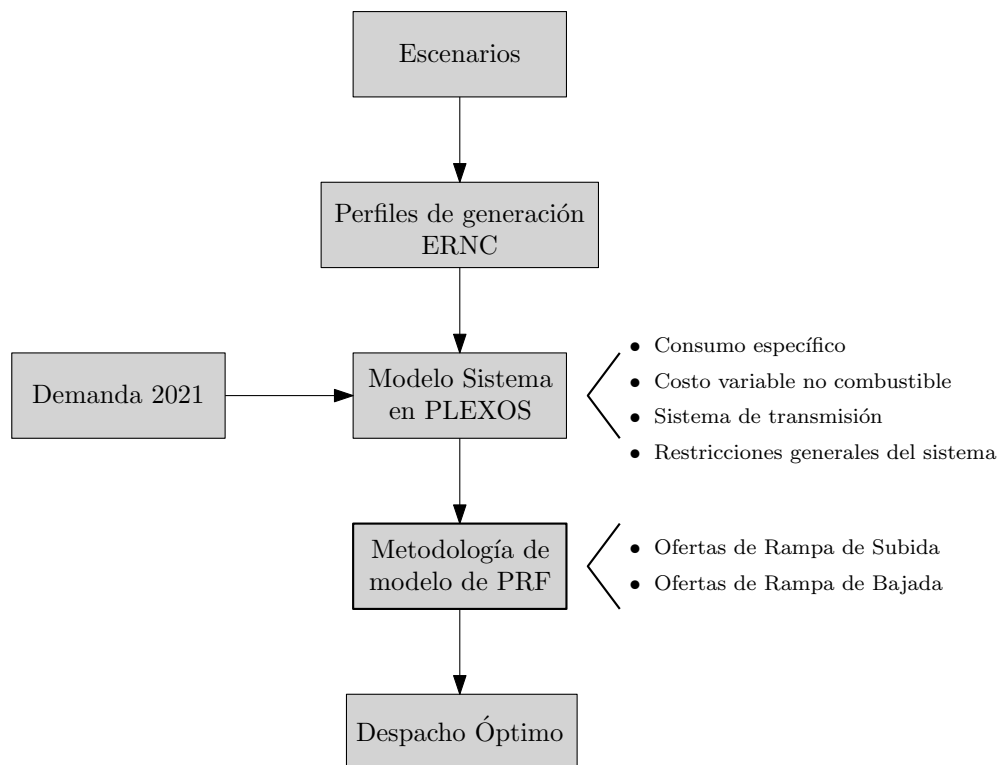 Escenarios
Perfiles de generación
ERNC
Demanda 2021
Modelo Sistema
en PLEXOS
• Consumo específico
• Costo variable no combustible
• Sistema de transmisión
• Restricciones generales del sistema
Metodología de
modelo de PRF
• Ofertas de Rampa de Subida
• Ofertas de Rampa de Bajada
Despacho Óptimo